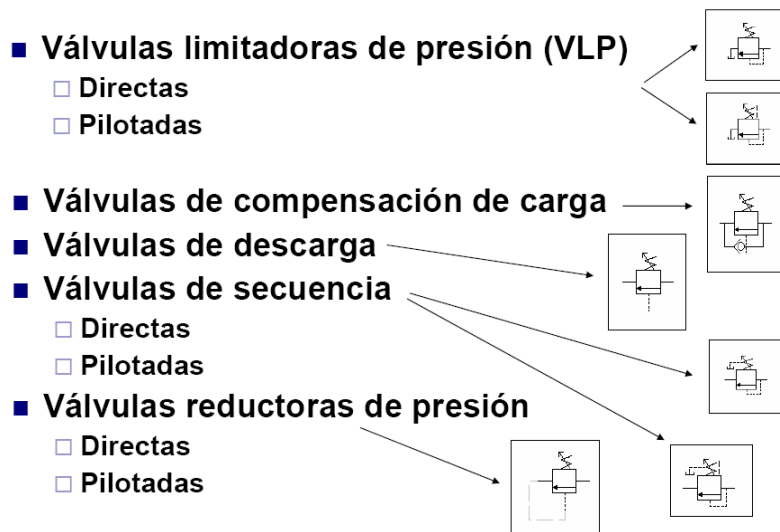 Válvulas limitadoras de presión (VLP)
Directas
Pilotadas
Válvulas de compensación de carga
Válvulas de descarga
Válvulas de secuencia
Directas
Pilotadas
Válvulas reductoras de presión
Directas
Pilotadas